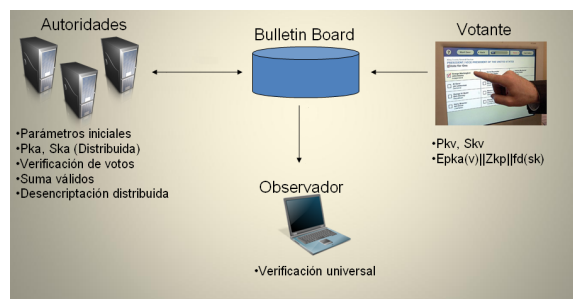 Autoridades
Bulletin Board
Votante
•Parámetros iniciales
•Pka, Ska (Distribuida)
•Verificación de votos
•Suma válidos
•Desencriptación distribuida
•Pkv, Skv
•Epka(v)||Zkp||fd(sk)
Observador
•Verificación universal